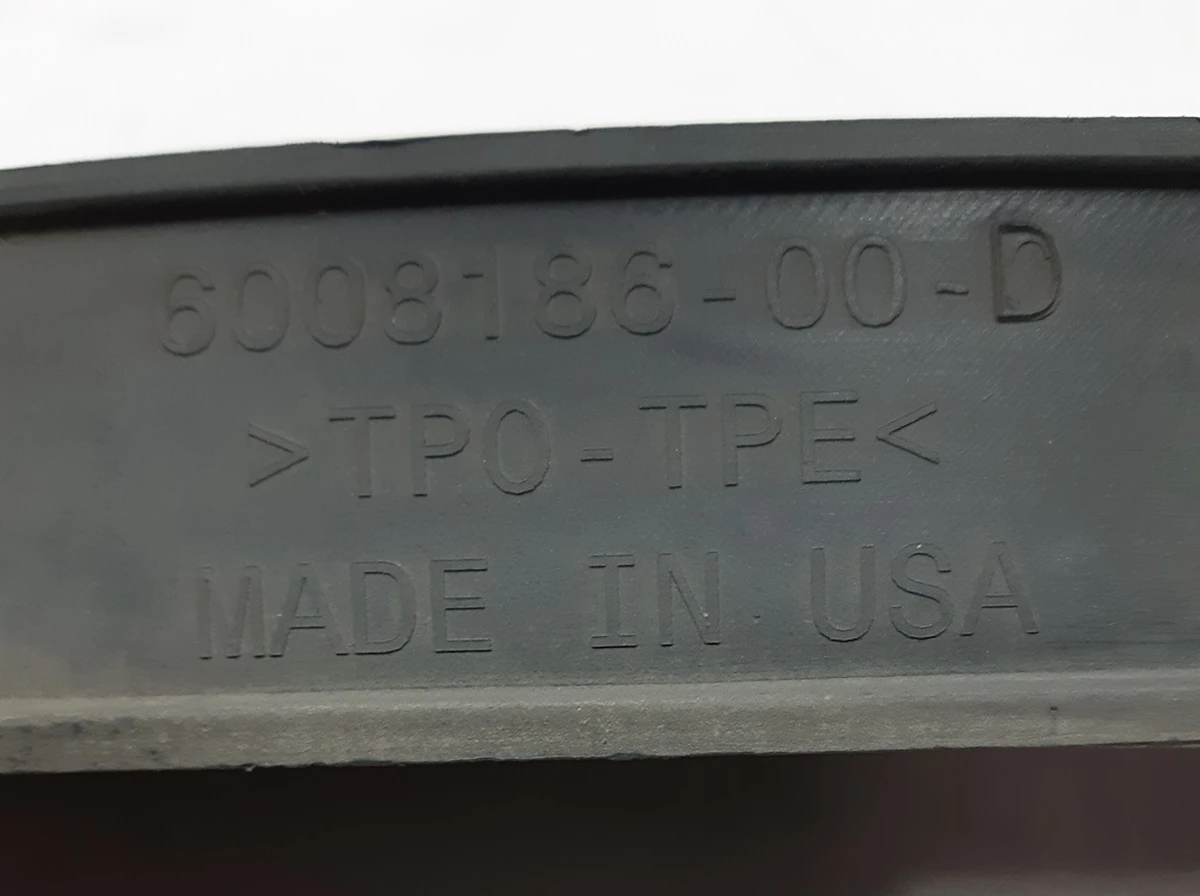 6008186-00-D
>TPO-TPE<
MADE IN USA